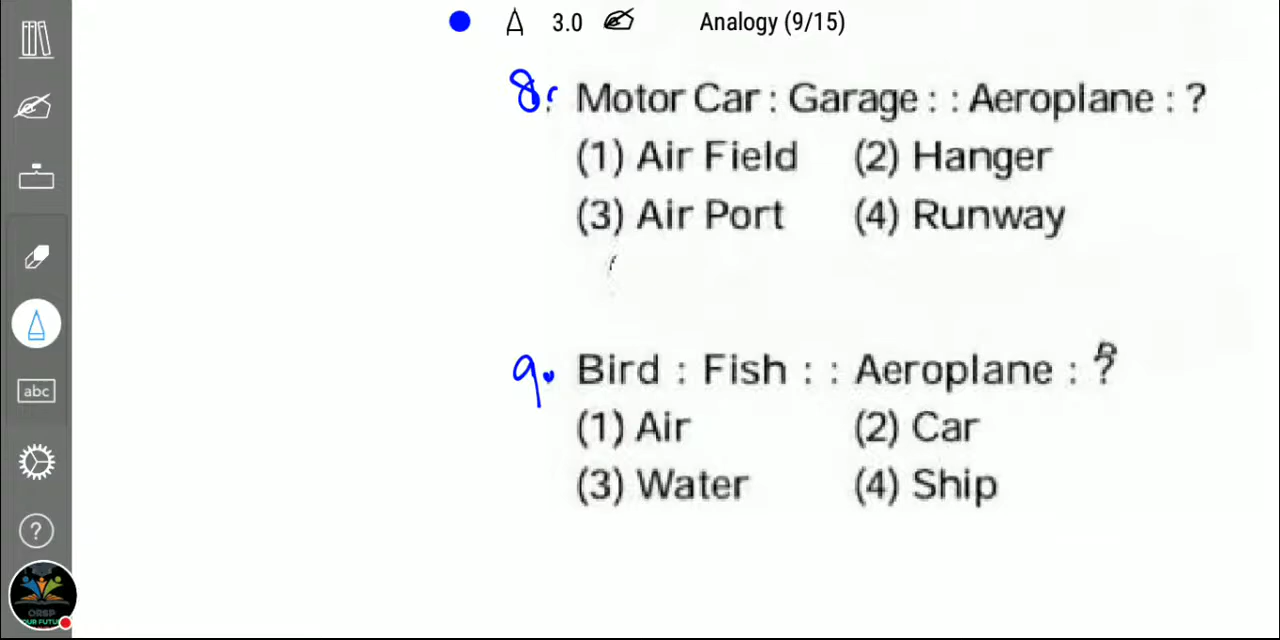 3.0 Analogy (9/15)
8. Motor Car : Garage : : Aeroplane : ?
(1) Air Field (2) Hanger
(3) Air Port (4) Runway
9. Bird : Fish : : Aeroplane : ?
(1) Air (2) Car
(3) Water (4) Ship
abc
?
ORSP